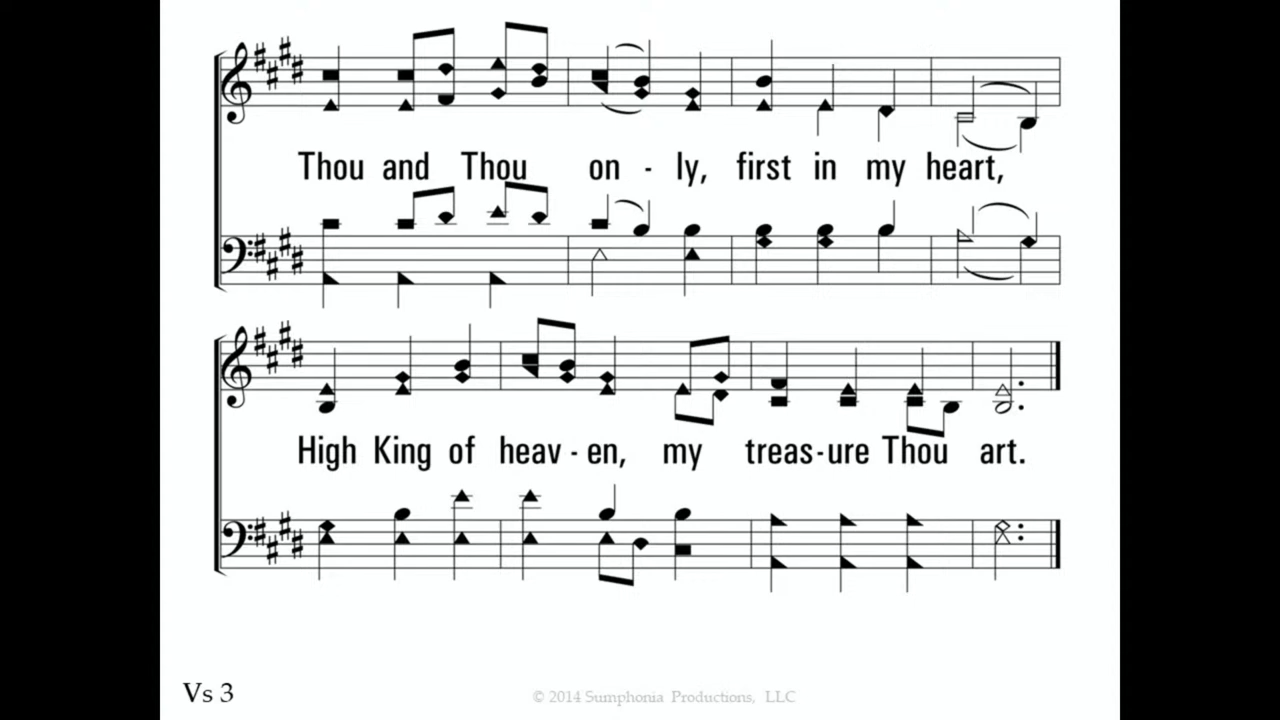 Thou and Thou on - ly, first in my heart,
High King of heav - en, my treas - ure Thou art.
Vs 3
© 2014 Sumphonia Productions, LLC